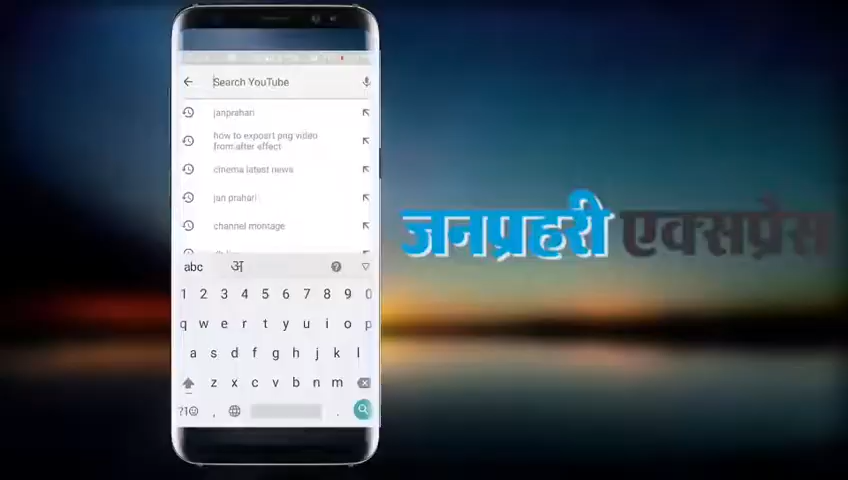 Search YouTube
janprahari
how to exposrt png video
from after effect
cinema latest news
jan prahari
channel montage
abc अ
1 2 3 4 5 6 7 8 9 0
q w e r t y u i o p
a s d f g h j k l
z x c v b n m
?1☺ , .
जनप्रहरी एक्सप्रेस